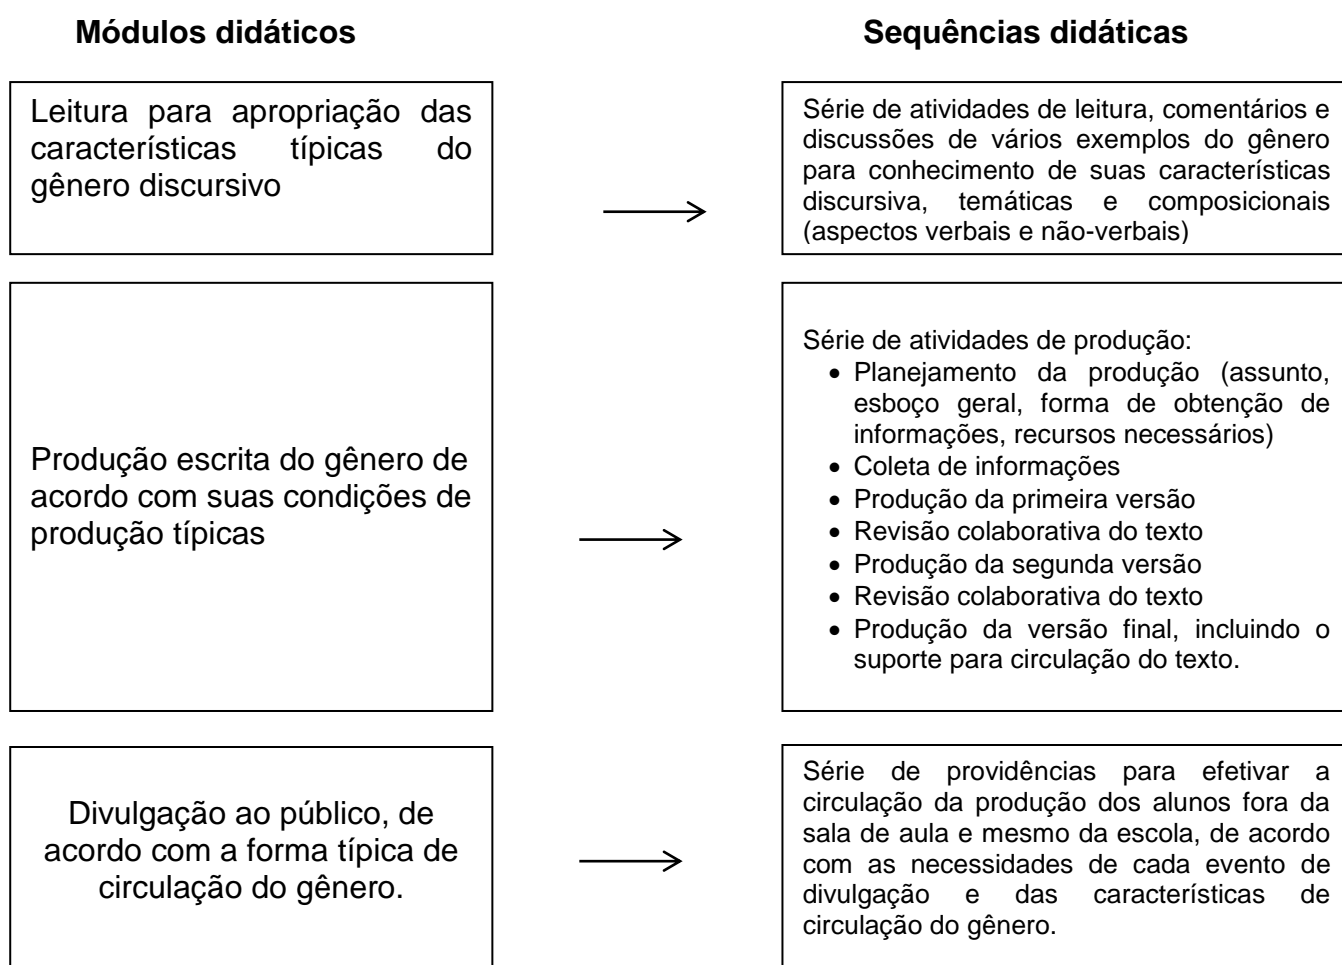 Módulos didáticos
Sequências didáticas
Leitura para apropriação das
características típicas do
gênero discursivo
Série de atividades de leitura, comentários e
discussões de vários exemplos do gênero
para conhecimento de suas características
discursiva, temáticas e composicionais
(aspectos verbais e não-verbais)
Produção escrita do gênero de
acordo com suas condições de
produção típicas
Série de atividades de produção:
• Planejamento da produção (assunto,
esboço geral, forma de obtenção de
informações, recursos necessários)
• Coleta de informações
• Produção da primeira versão
• Revisão colaborativa do texto
• Produção da segunda versão
• Revisão colaborativa do texto
• Produção da versão final, incluindo o
suporte para circulação do texto.
Divulgação ao público, de
acordo com a forma típica de
circulação do gênero.
Série de providências para efetivar a
circulação da produção dos alunos fora da
sala de aula e mesmo da escola, de acordo
com as necessidades de cada evento de
divulgação e das características de
circulação do gênero.